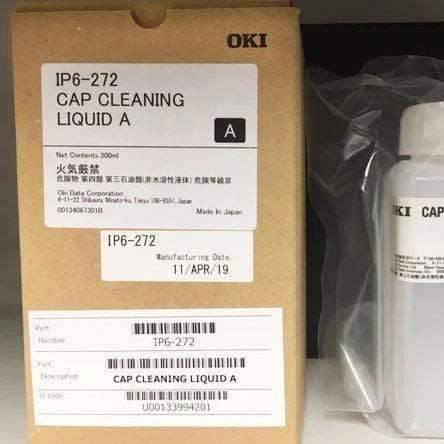 OKI
IP6-272
CAP CLEANING
LIQUID A
A
Net Contents 300ml
火気厳禁
危険物 第四類 第三石油類(非水溶性液体) 危険等級Ⅲ
Oki Data Corporation
4-11-22, Shibaura, Minato-ku, Tokyo 108-8551, Japan
00134067301B Made In Japan
IP6-272
Manufacturing Date.
11/APR/19
Part
Number
IP6-272
Part
Description
CAP CLEANING LIQUID A
U code
U00133994201
OKI CAP